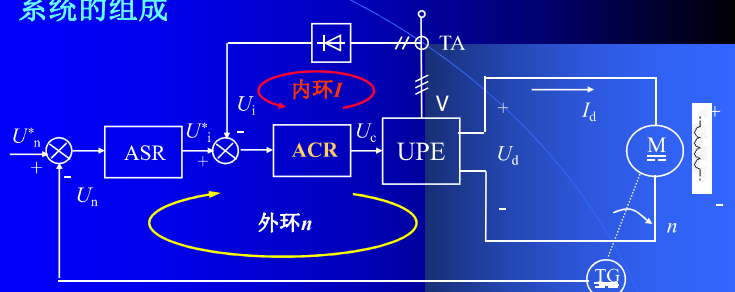 系统的组成
TA
内环I
Ui
V
+
Id
+
U*n
U*i
-
Uc
ASR
ACR
UPE
Ud
M
+
-
+
Un
外环n
-
n
-
TG